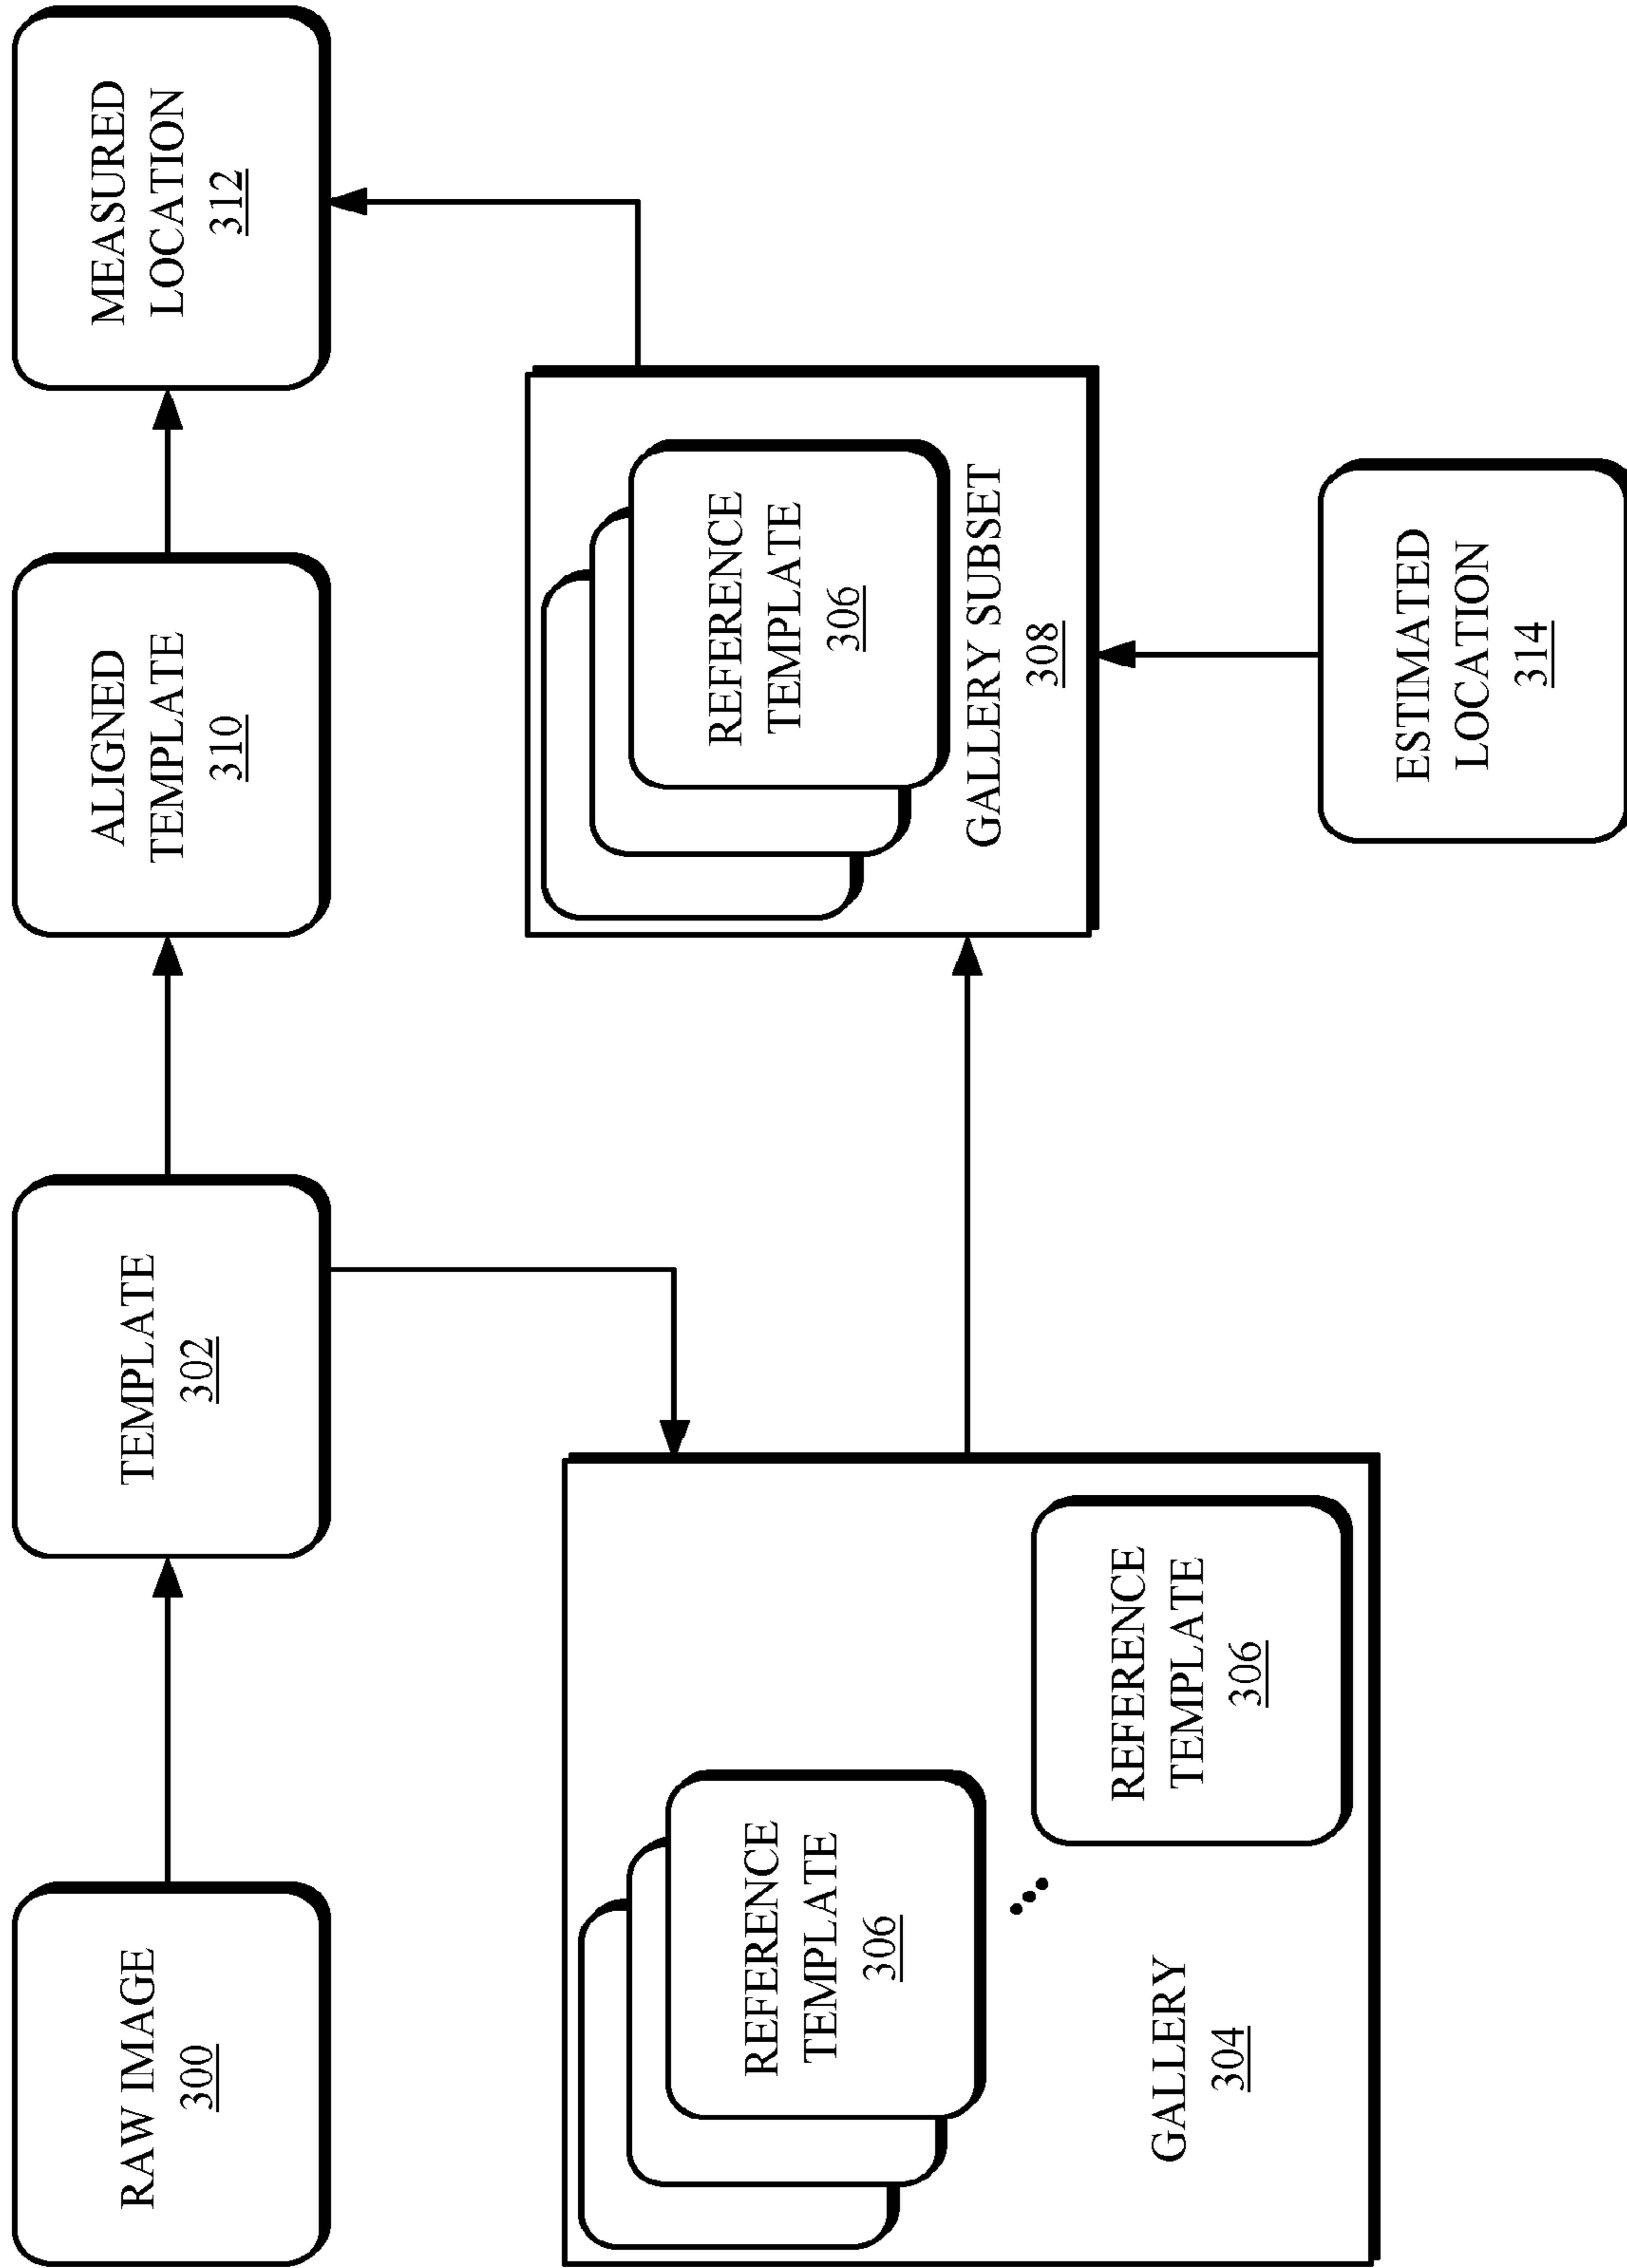 RAW IMAGE
300
TEMPLATE
302
ALIGNED
TEMPLATE
310
MEASURED
LOCATION
312
REFERENCE
TEMPLATE
306
REFERENCE
TEMPLATE
306
GALLERY
304
REFERENCE
TEMPLATE
306
GALLERY SUBSET
308
ESTIMATED
LOCATION
314